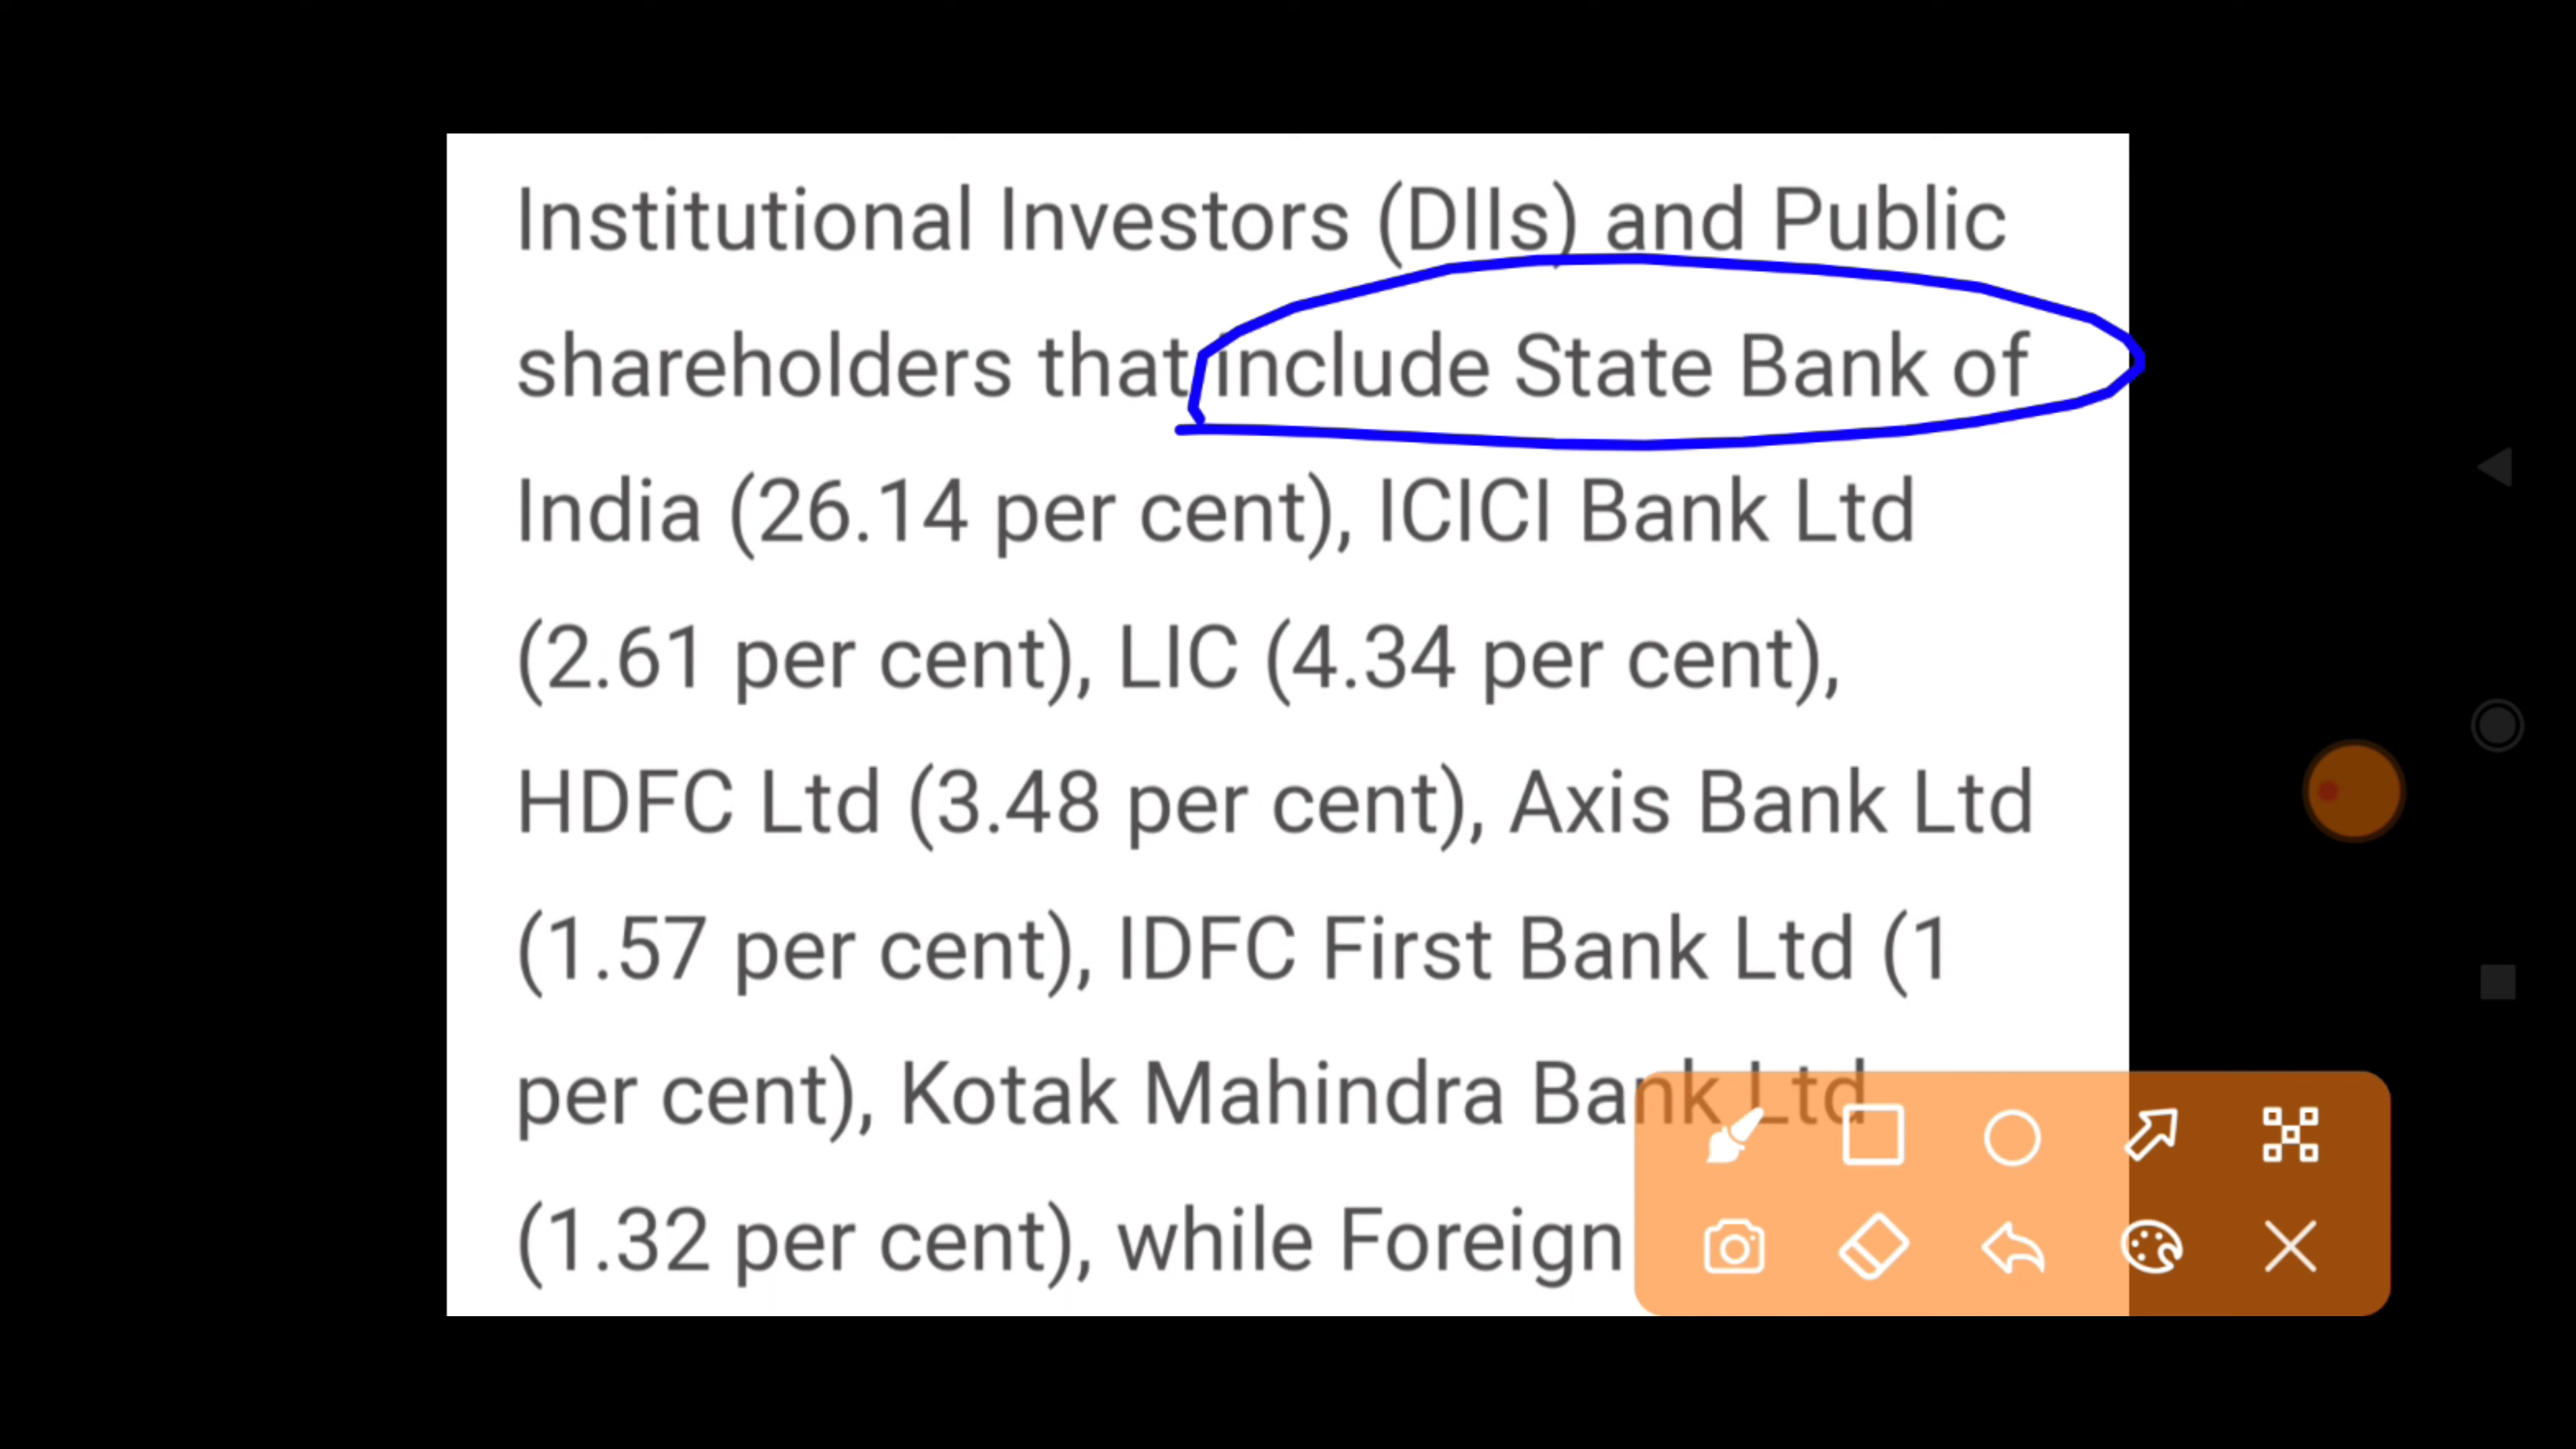 Institutional Investors (DIIs) and Public
shareholders that include State Bank of
India (26.14 per cent), ICICI Bank Ltd
(2.61 per cent), LIC (4.34 per cent),
HDFC Ltd (3.48 per cent), Axis Bank Ltd
(1.57 per cent), IDFC First Bank Ltd (1
per cent), Kotak Mahindra Bank Ltd
(1.32 per cent), while Foreign